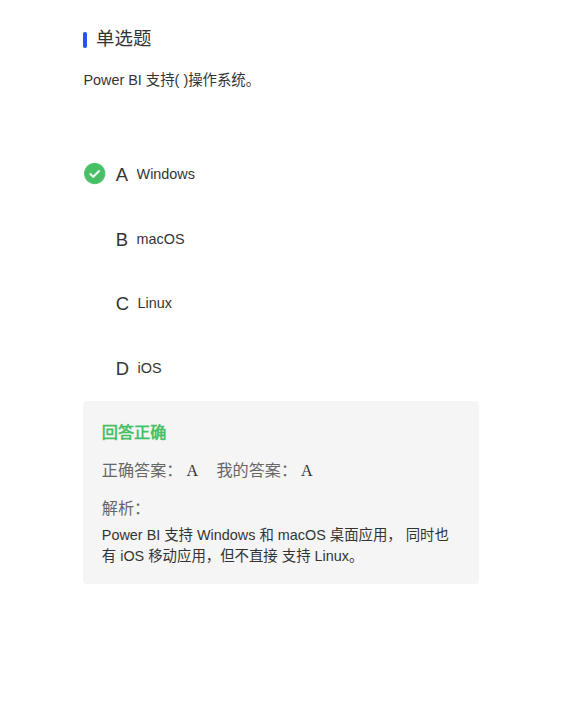 单选题
Power BI 支持( )操作系统。
A Windows
B macOS
C Linux
D iOS
回答正确
正确答案： A 我的答案： A
解析：
Power BI 支持 Windows 和 macOS 桌面应用， 同时也
有 iOS 移动应用，但不直接 支持 Linux。